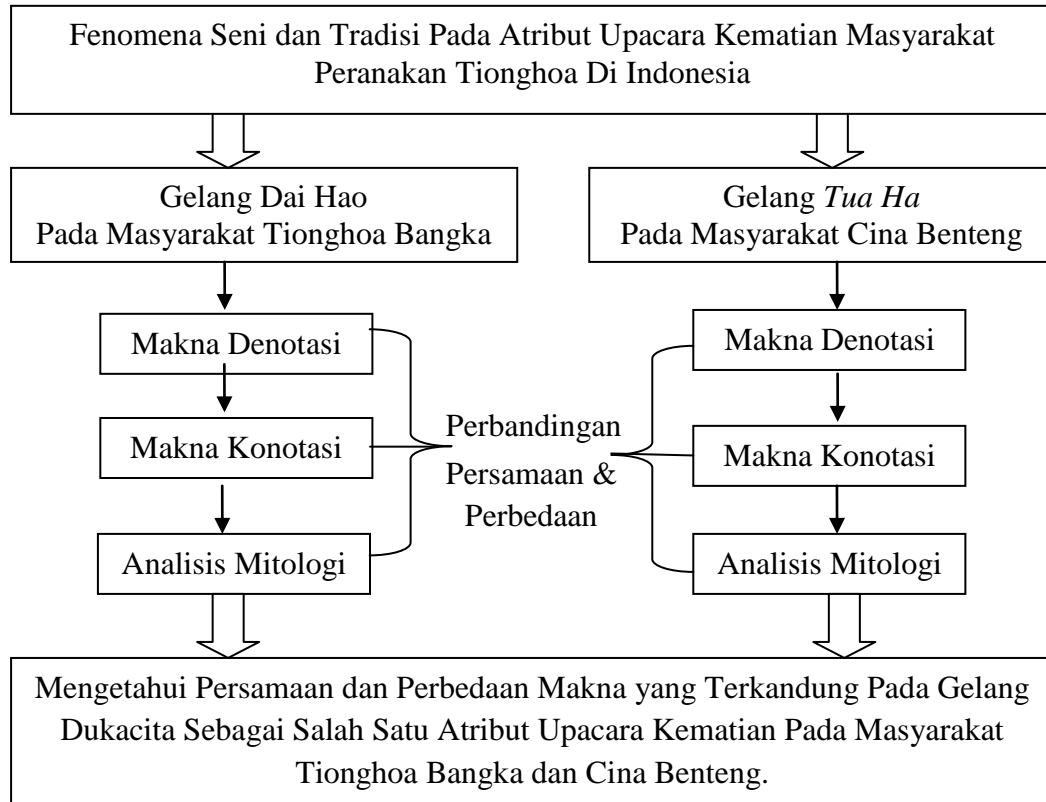 Fenomena Seni dan Tradisi Pada Atribut Upacara Kematian Masyarakat
Peranakan Tionghoa Di Indonesia
Gelang Dai Hao
Pada Masyarakat Tionghoa Bangka
Gelang Tua Ha
Pada Masyarakat Cina Benteng
Makna Denotasi
Makna Konotasi
Analisis Mitologi
Perbandingan
Persamaan &
Perbedaan
Makna Denotasi
Makna Konotasi
Analisis Mitologi
Mengetahui Persamaan dan Perbedaan Makna yang Terkandung Pada Gelang
Dukacita Sebagai Salah Satu Atribut Upacara Kematian Pada Masyarakat
Tionghoa Bangka dan Cina Benteng.